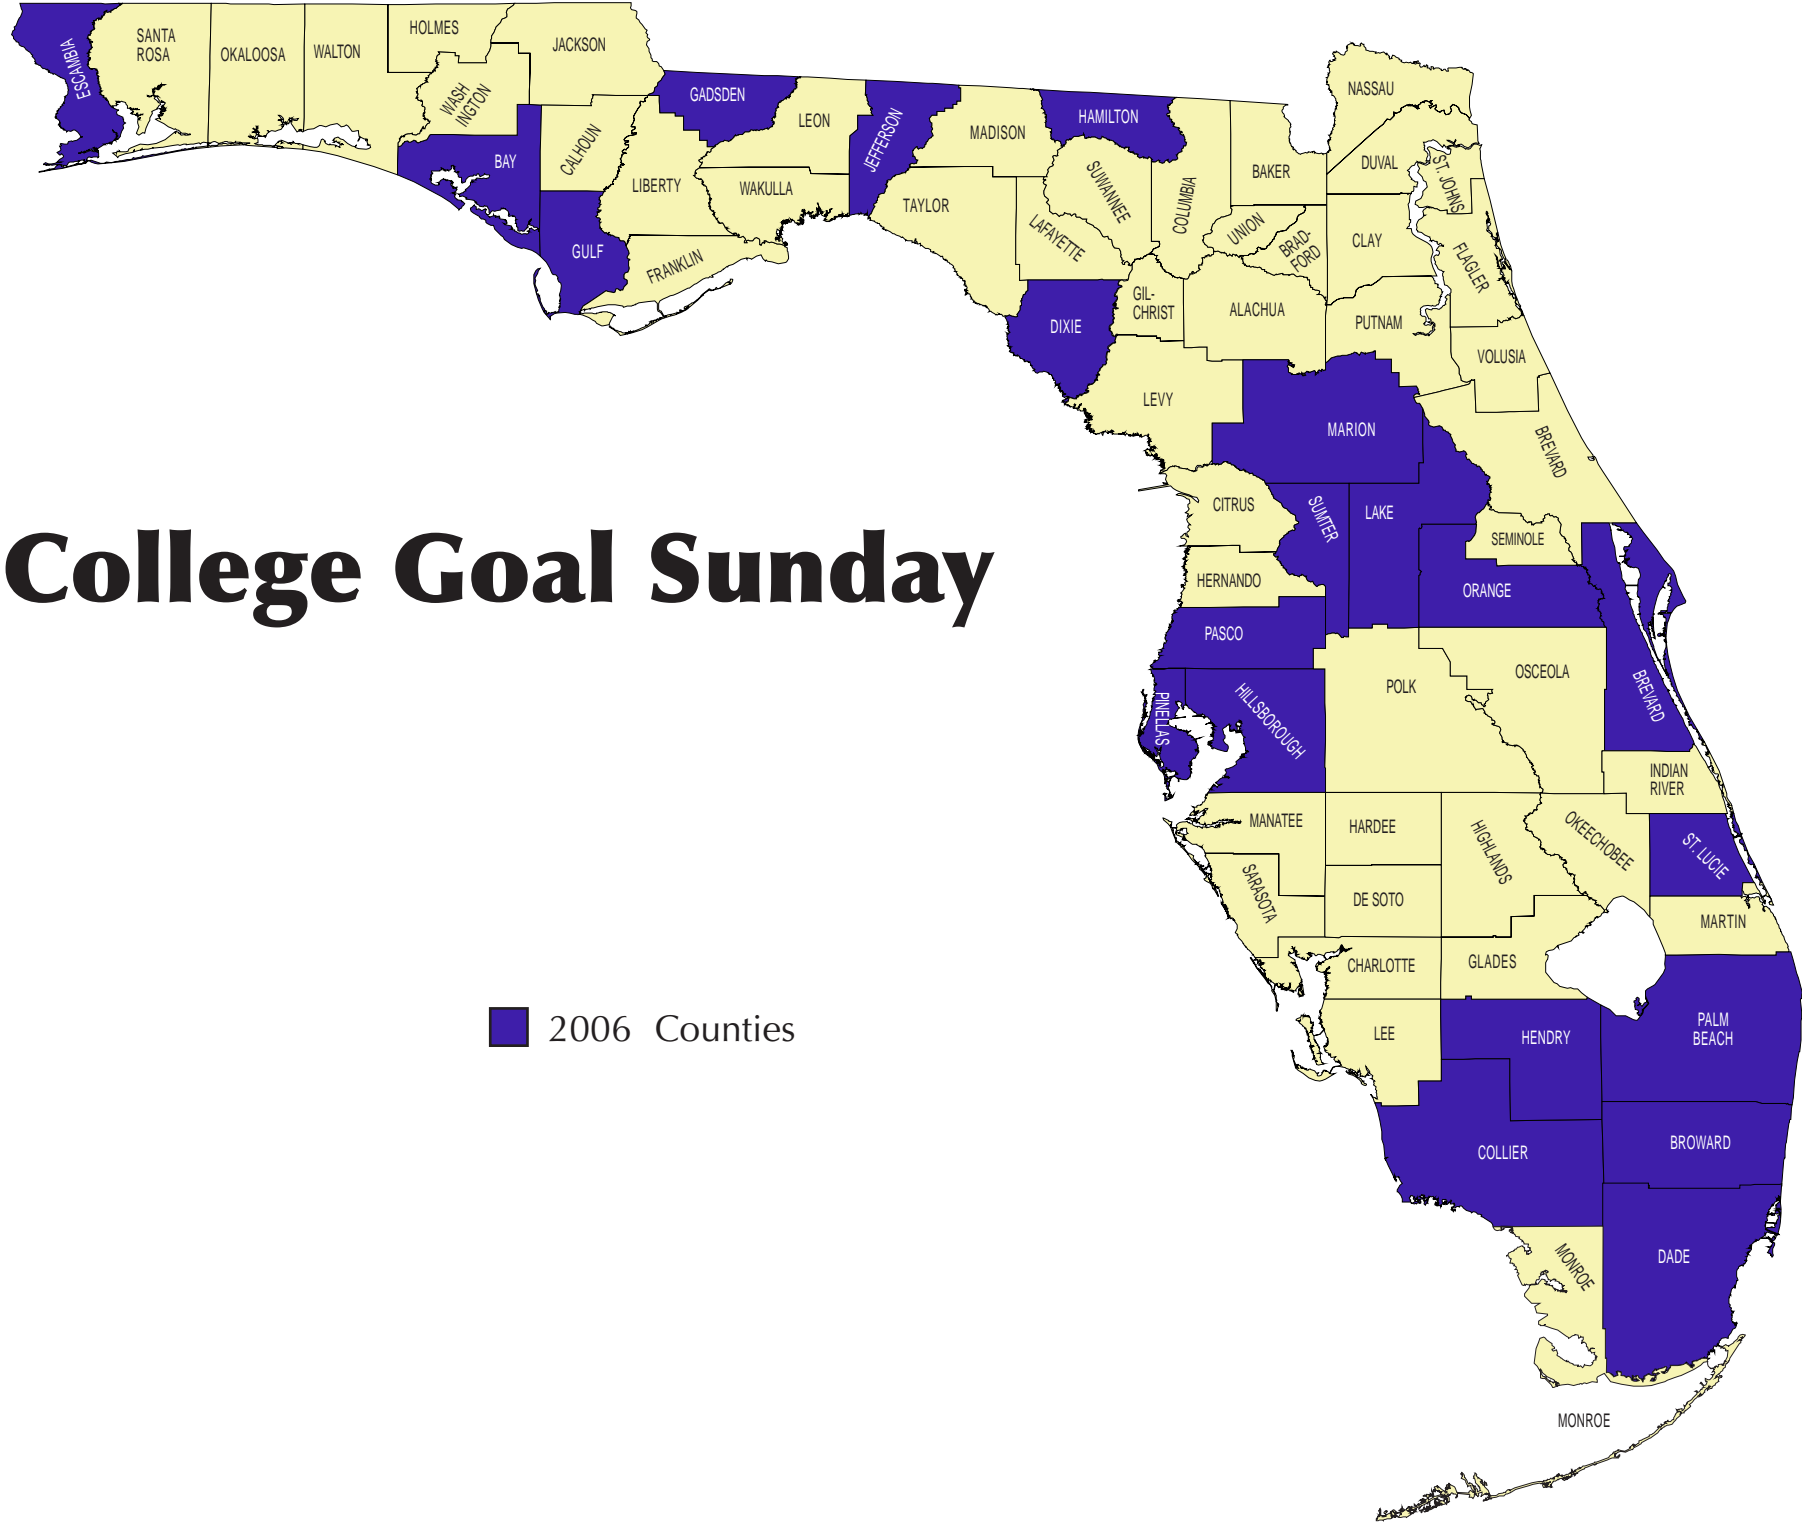 ESCAMBIA
SANTA
ROSA
OKALOOSA
WALTON
HOLMES
WASH
INGTON
JACKSON
BAY
CALHOUN
GULF
LIBERTY
GADSDEN
FRANKLIN
LEON
WAKULLA
JEFFERSON
MADISON
TAYLOR
HAMILTON
SUWANNEE
LAFAYETTE
COLUMBIA
DIXIE
GIL-
CHRIST
BAKER
UNION
BRAD-
FORD
NASSAU
DUVAL
ST. JOHNS
CLAY
FLAGLER
ALACHUA
PUTNAM
VOLUSIA
LEVY
MARION
BREVARD
CITRUS
SUMTER
LAKE
SEMINOLE
HERNANDO
ORANGE
PASCO
College Goal Sunday
PINELLAS
HILLSBOROUGH
POLK
OSCEOLA
BREVARD
INDIAN
RIVER
MANATEE
HARDEE
HIGHLANDS
OKEECHOBEE
ST. LUCIE
SARASOTA
DE SOTO
MARTIN
CHARLOTTE
GLADES
2006 Counties
LEE
HENDRY
PALM
BEACH
COLLIER
BROWARD
MONROE
DADE
MONROE